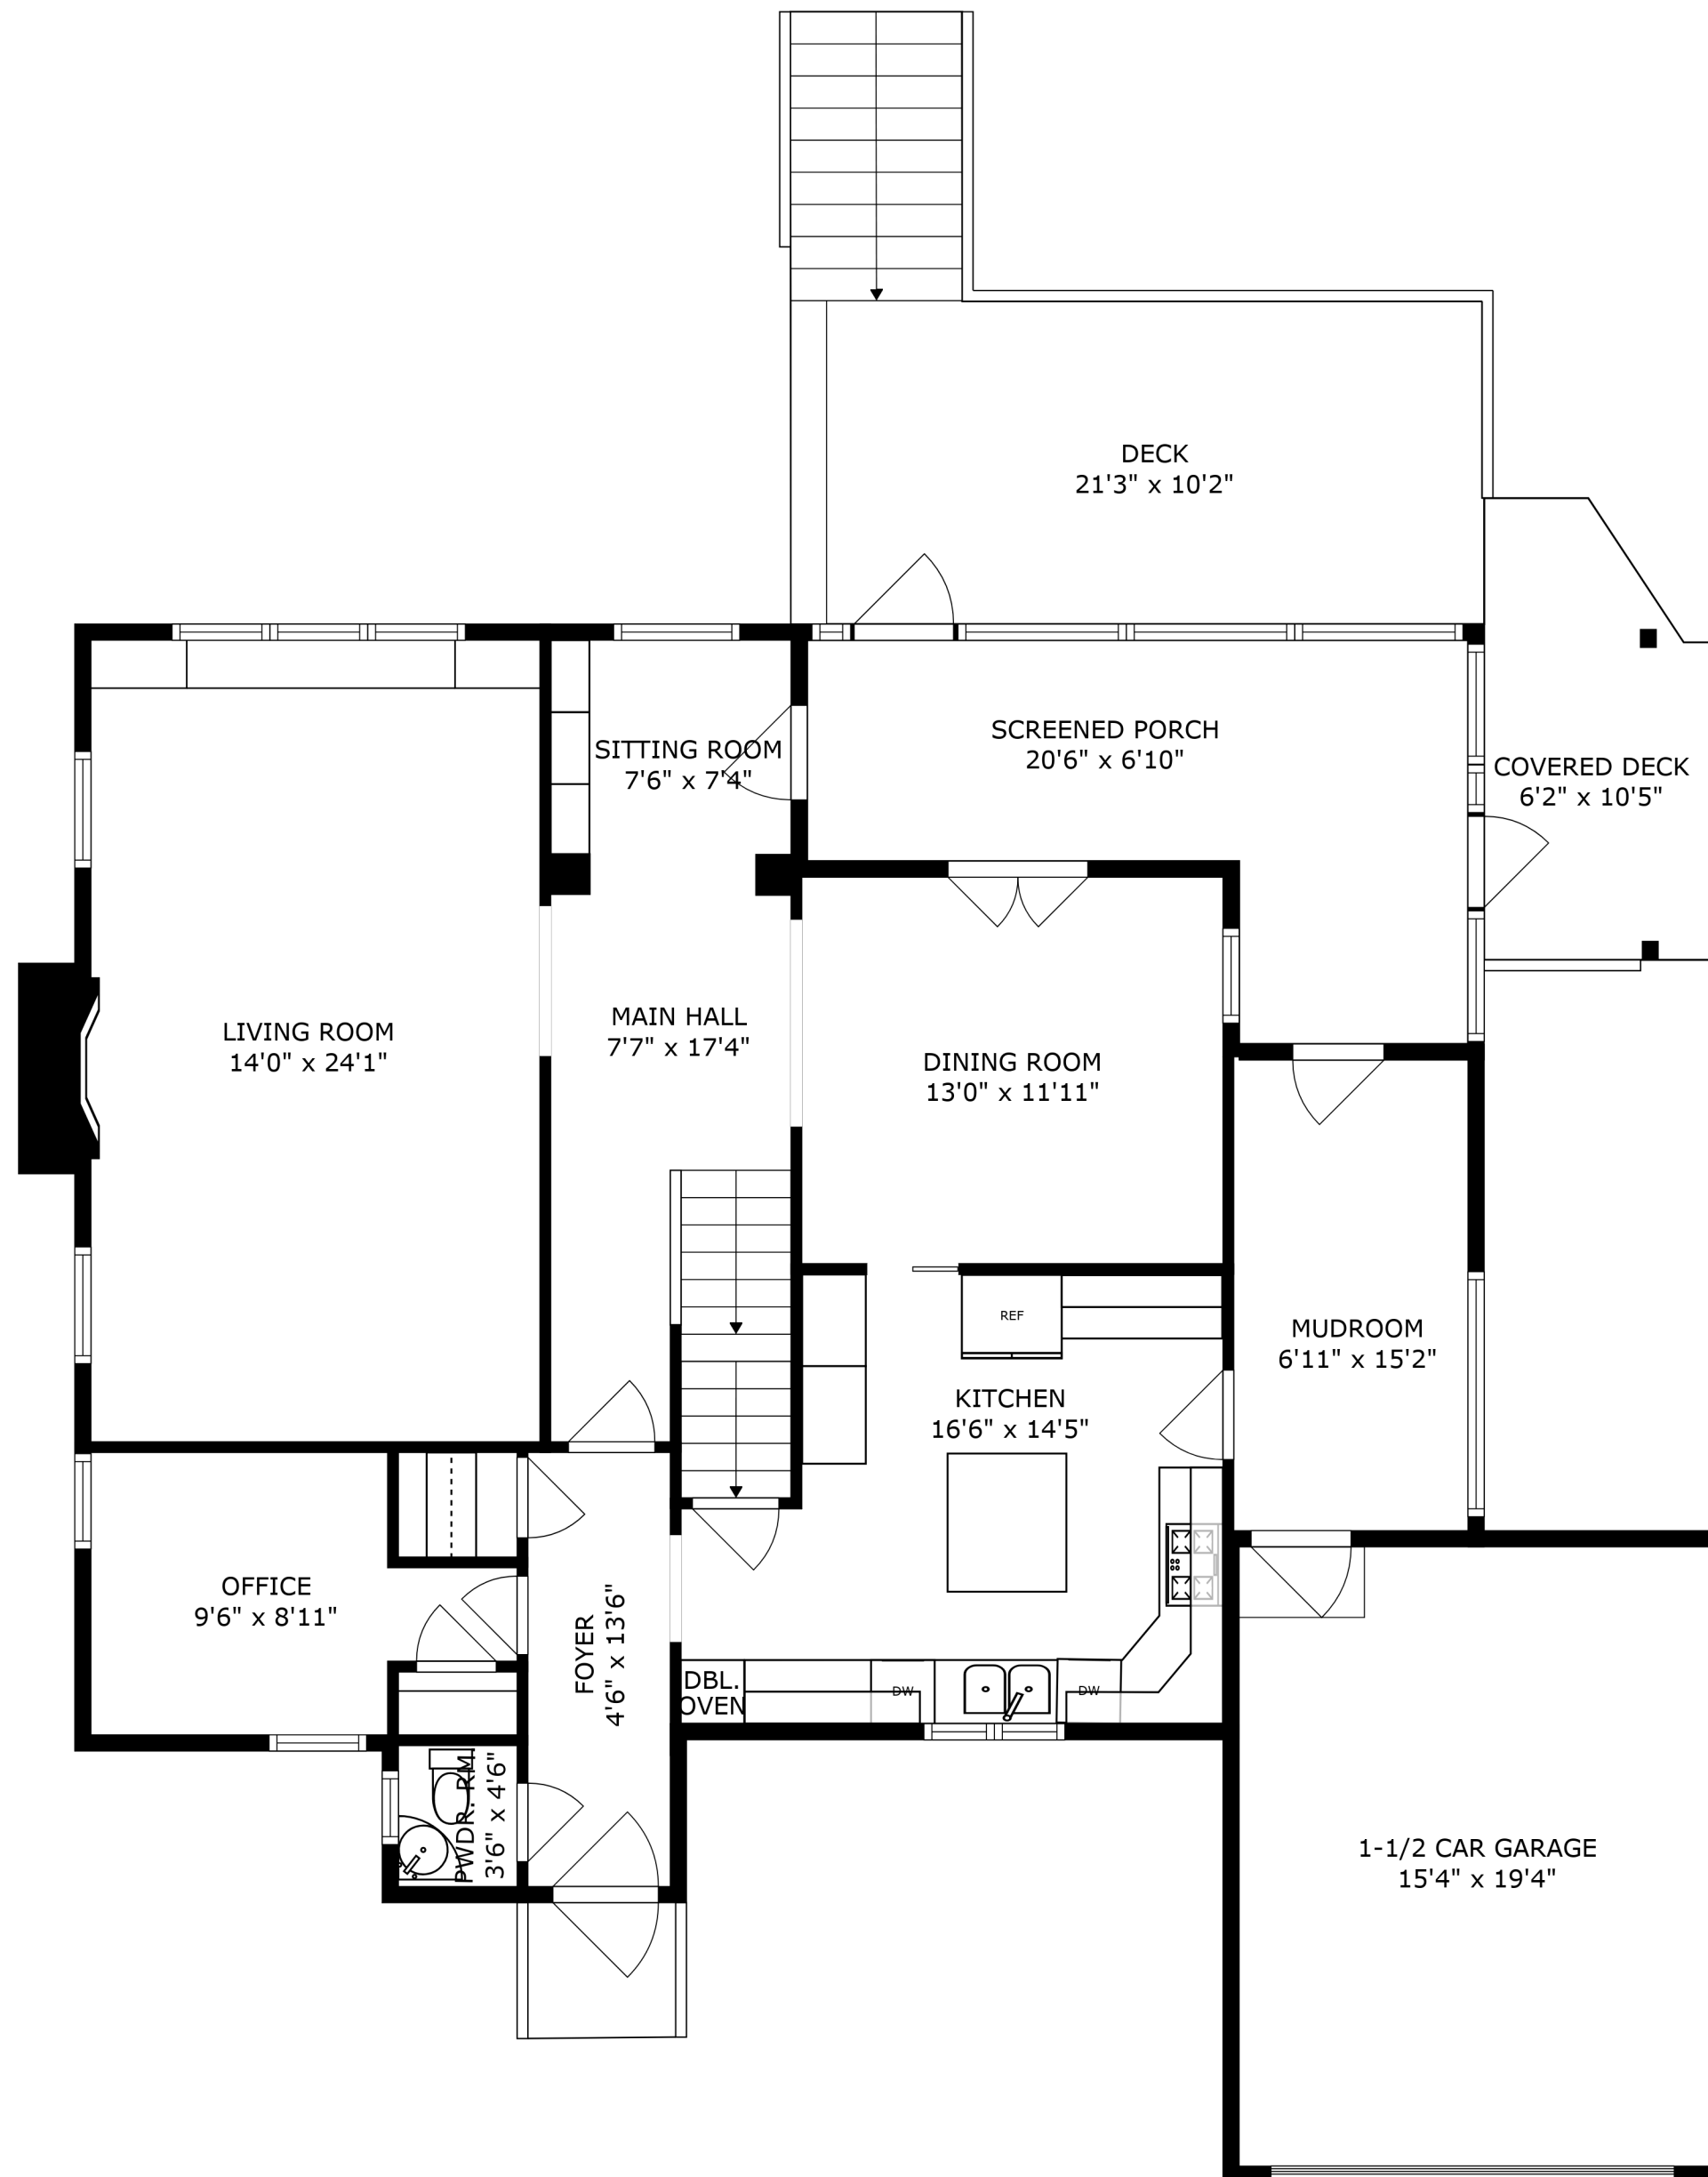 DECK
21'3" x 10'2"
SITTING ROOM
7'6" x 7'4"
SCREENED PORCH
20'6" x 6'10"
COVERED DECK
6'2" x 10'5"
LIVING ROOM
14'0" x 24'1"
MAIN HALL
7'7" x 17'4"
DINING ROOM
13'0" x 11'11"
REF
MUDROOM
6'11" x 15'2"
KITCHEN
16'6" x 14'5"
OFFICE
9'6" x 8'11"
FOYER
4'6" x 13'6"
DBL.
OVEN
DW
DW
PWDR. RM
3'6" x 4'6"
1-1/2 CAR GARAGE
15'4" x 19'4"